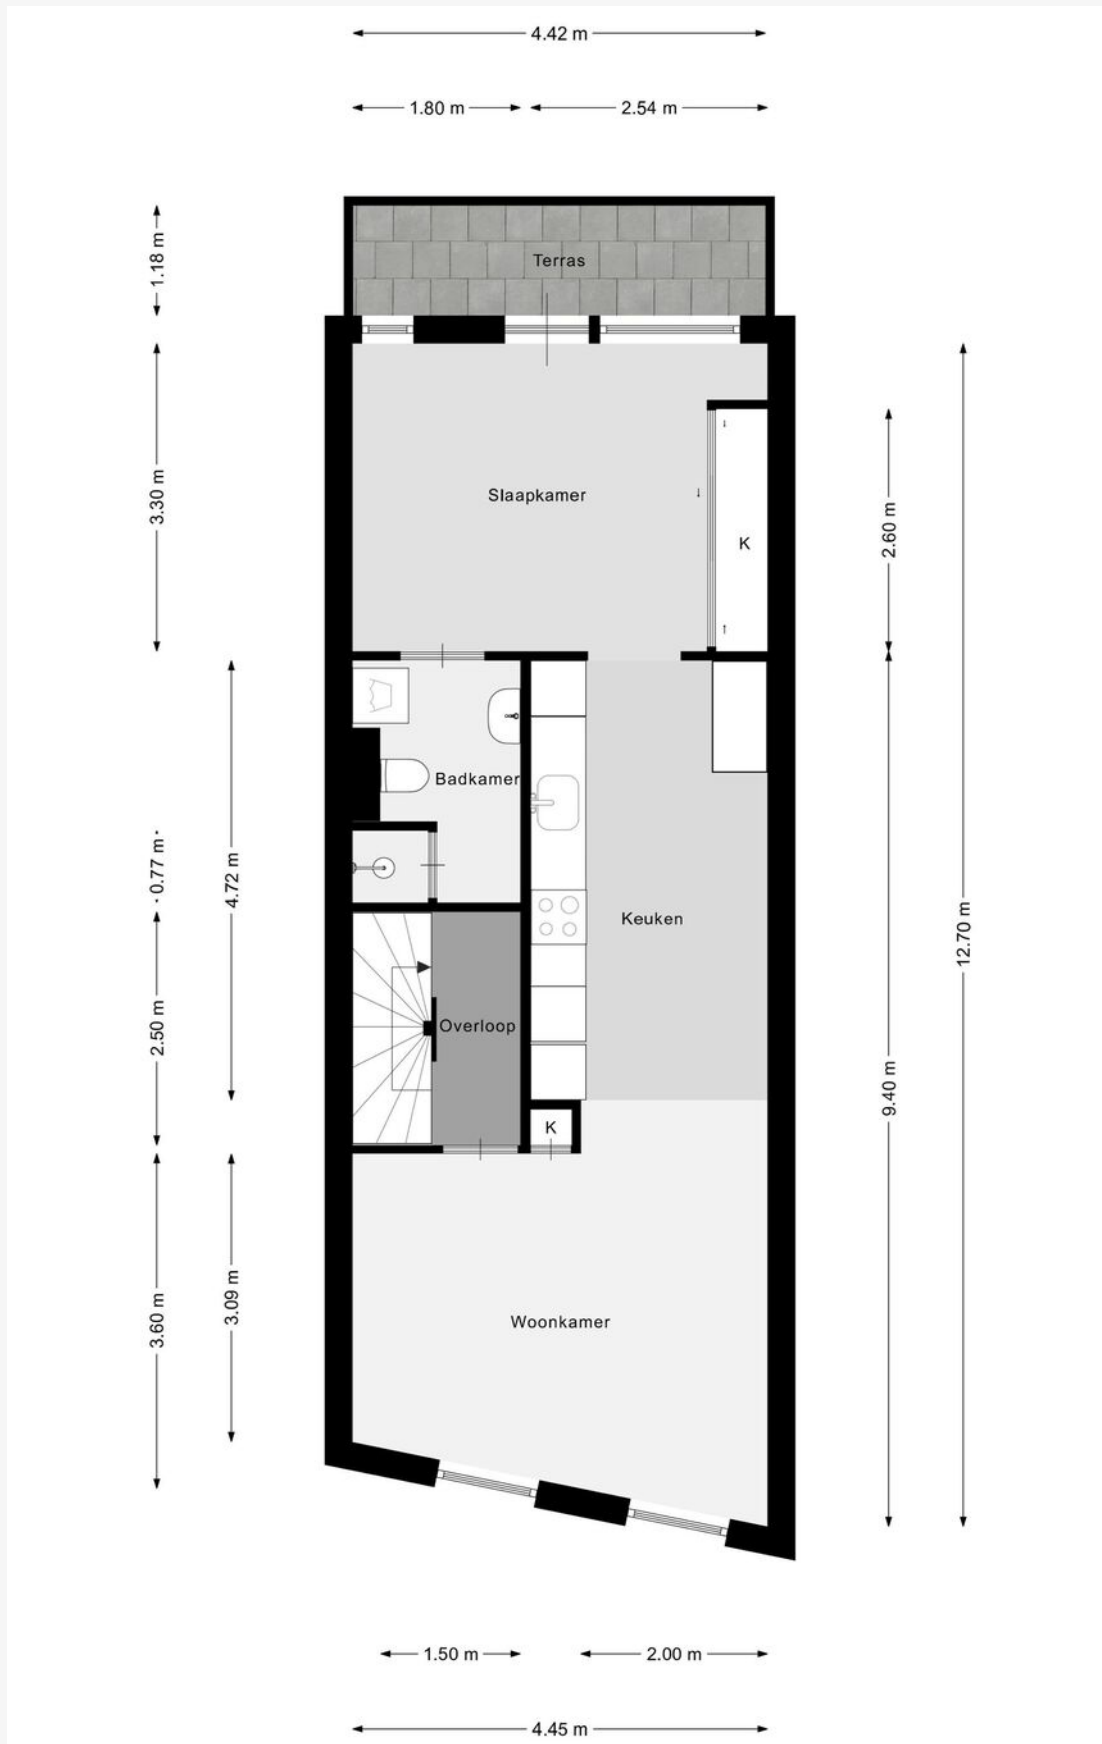 4.42 m
1.80 m
2.54 m
Terras
1.18 m
3.30 m
Slaapkamer
2.60 m
K
Badkamer
0.77 m
4.72 m
Keuken
12.70 m
2.50 m
Overloop
9.40 m
K
3.60 m
3.09 m
Woonkamer
1.50 m
2.00 m
4.45 m